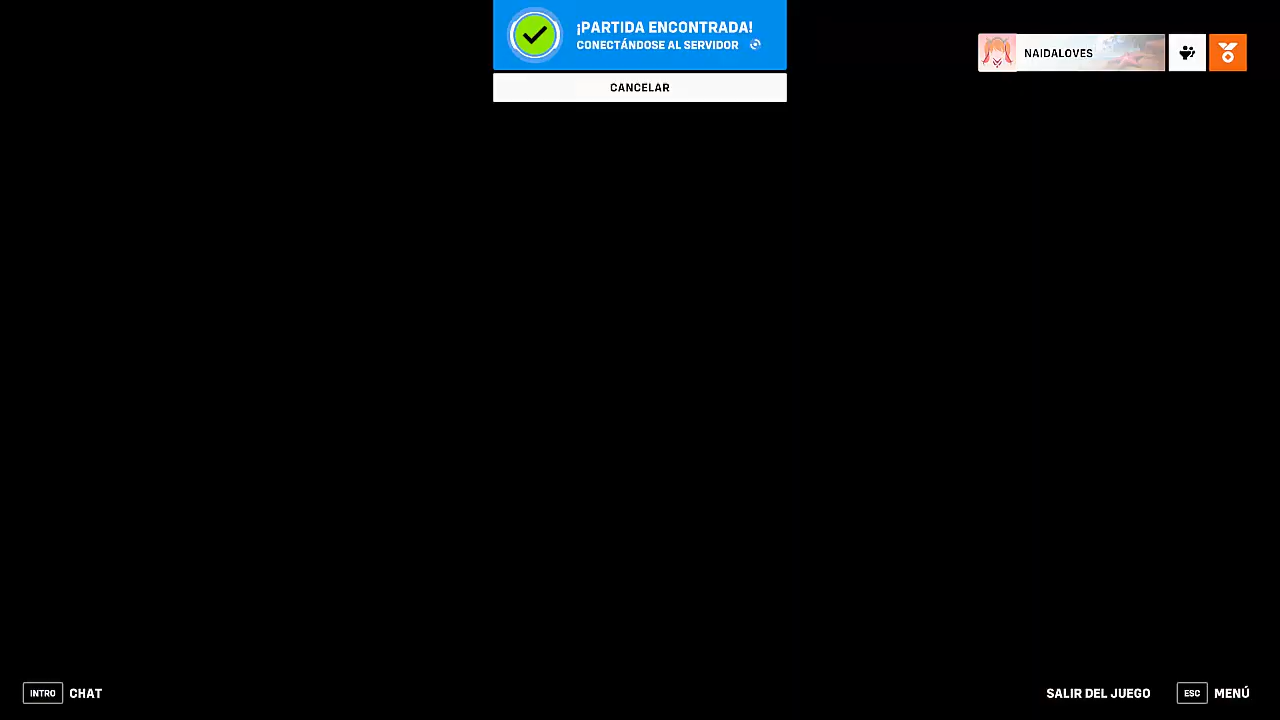 ¡PARTIDA ENCONTRADA!
CONECTÁNDOSE AL SERVIDOR
CANCELAR
NAIDALOVES
INTRO CHAT
SALIR DEL JUEGO
ESC MENÚ